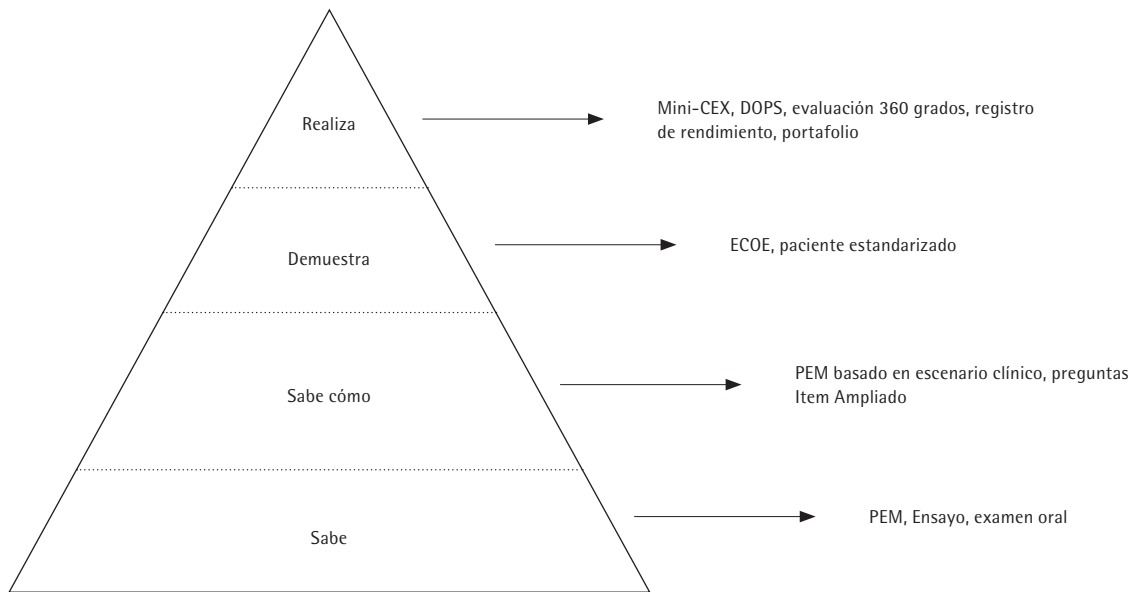 Realiza
Mini-CEX, DOPS, evaluación 360 grados, registro
de rendimiento, portafolio
Demuestra
ECOE, paciente estandarizado
Sabe cómo
PEM basado en escenario clínico, preguntas
Item Ampliado
Sabe
PEM, Ensayo, examen oral